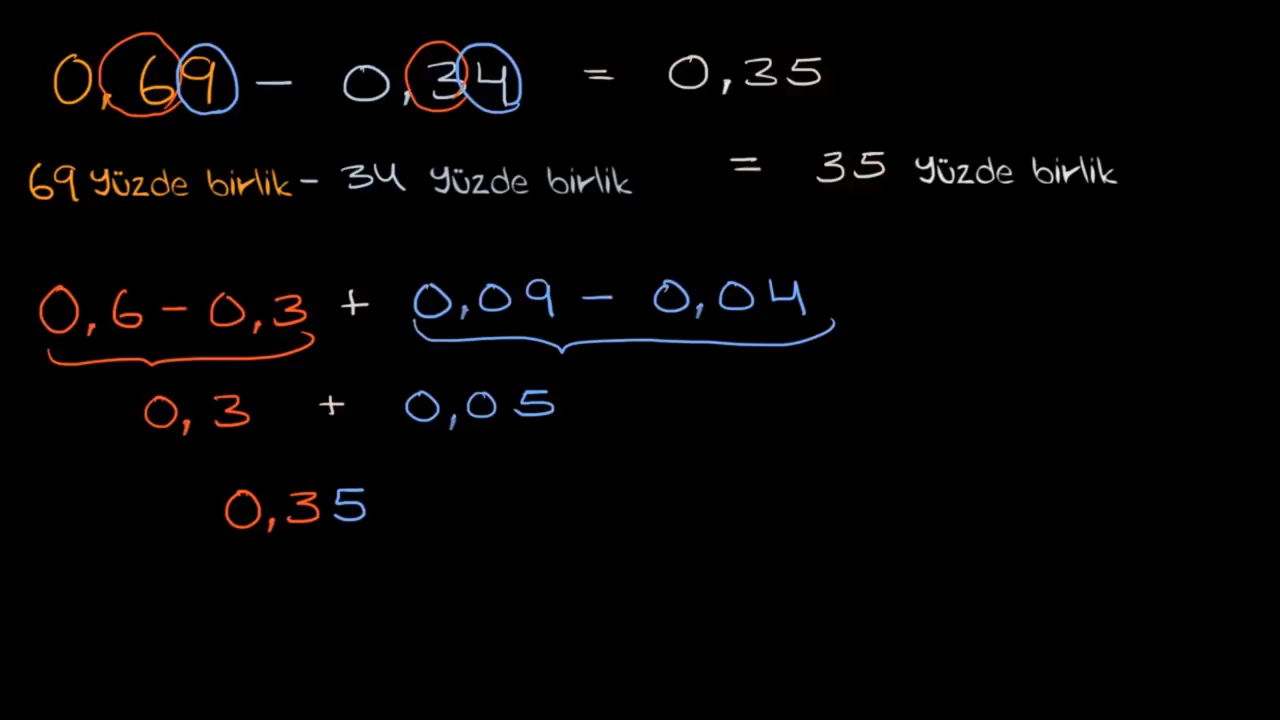 0,69 - 0,34 = 0,35
69 yüzde birlik - 34 yüzde birlik = 35 yüzde birlik
0,6 - 0,3 + 0,09 - 0,04
0,3 + 0,05
0,35